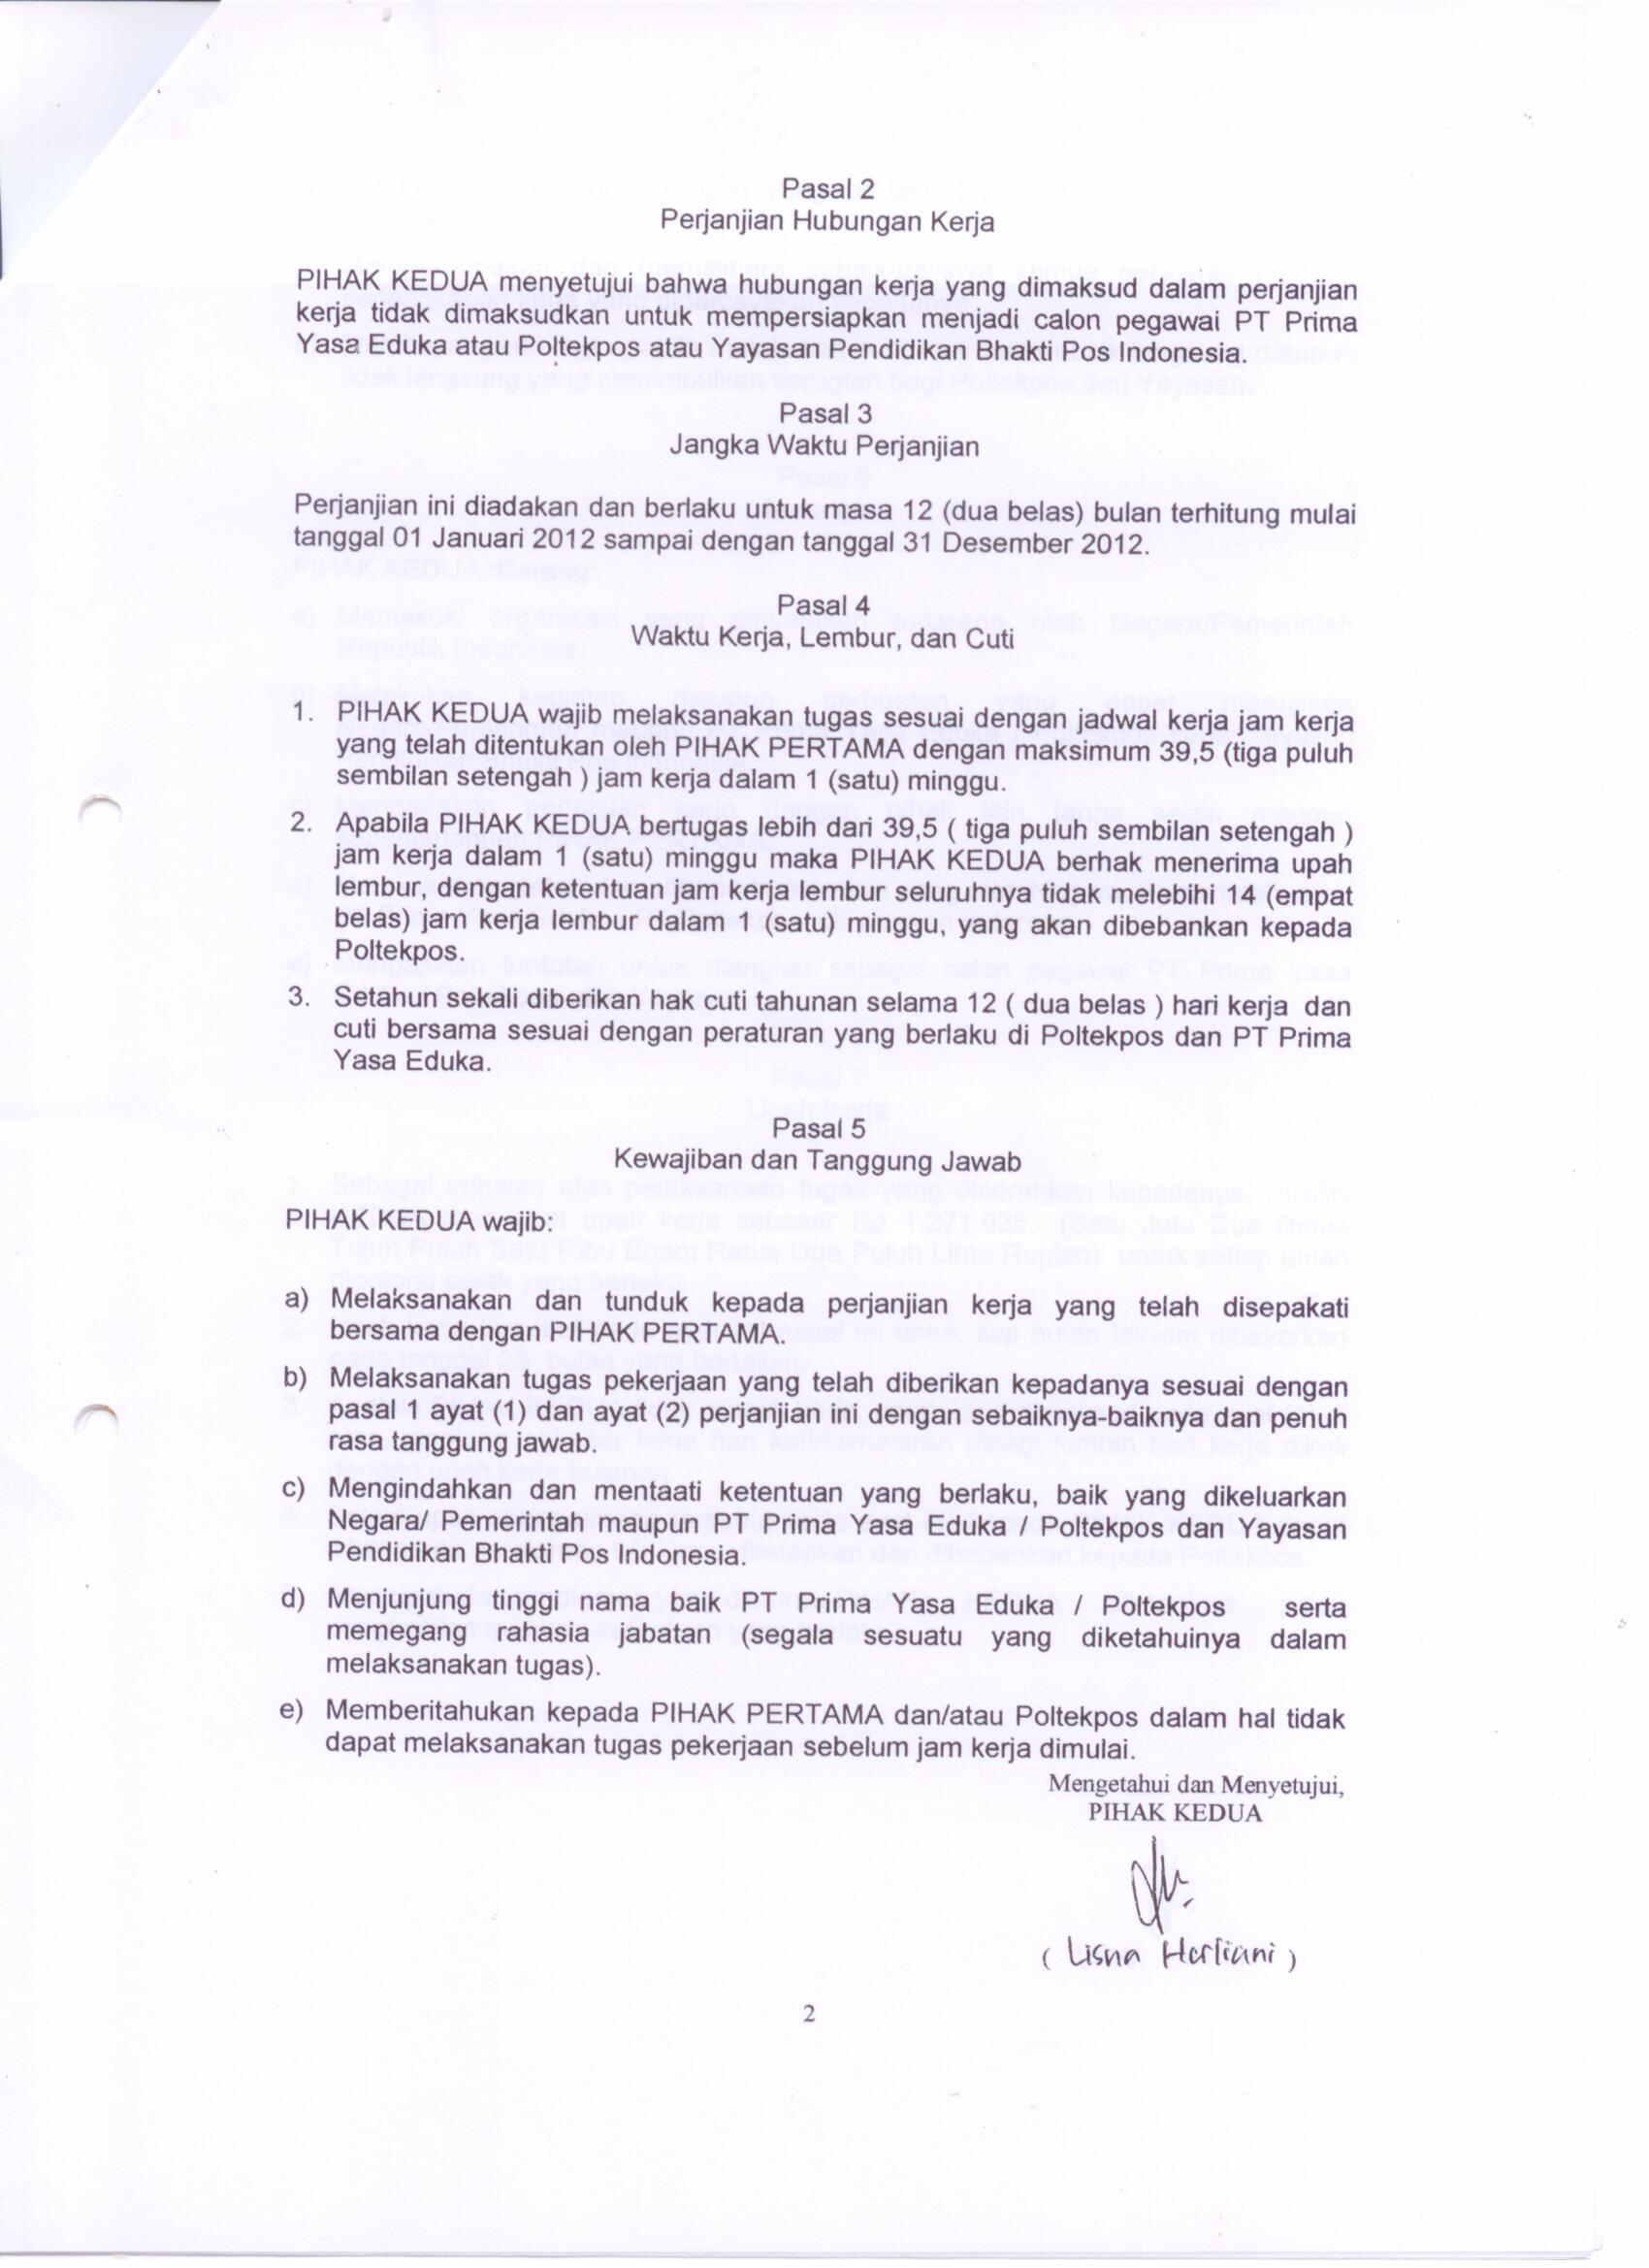 Pasal 2
Perjanjian Hubungan Kerja
PIHAK KEDUA menyetujui bahwa hubungan kerja yang dimaksud dalam perjanjian
kerja tidak dimaksudkan untuk mempersiapkan menjadi calon pegawai PT Prima
Yasa Eduka atau Poltekpos atau Yayasan Pendidikan Bhakti Pos Indonesia.
Pasal 3
Jangka Waktu Perjanjian
Perjanjian ini diadakan dan berlaku untuk masa 12 (dua belas) bulan terhitung mulai
tanggal 01 Januari 2012 sampai dengan tanggal 31 Desember 2012.
Pasal 4
Waktu Kerja, Lembur, dan Cuti
1. PIHAK KEDUA wajib melaksanakan tugas sesuai dengan jadwal kerja jam kerja
yang telah ditentukan oleh PIHAK PERTAMA dengan maksimum 39,5 (tiga puluh
sembilan setengah ) jam kerja dalam 1 (satu) minggu.
2. Apabila PIHAK KEDUA bertugas lebih dari 39,5 ( tiga puluh sembilan setengah )
jam kerja dalam 1 (satu) minggu maka PIHAK KEDUA berhak menerima upah
lembur, dengan ketentuan jam kerja lembur seluruhnya tidak melebihi 14 (empat
belas) jam kerja lembur dalam 1 (satu) minggu, yang akan dibebankan kepada
Poltekpos.
3. Setahun sekali diberikan hak cuti tahunan selama 12 ( dua belas ) hari kerja dan
cuti bersama sesuai dengan peraturan yang berlaku di Poltekpos dan PT Prima
Yasa Eduka.
Pasal 5
Kewajiban dan Tanggung Jawab
PIHAK KEDUA wajib:
a) Melaksanakan dan tunduk kepada perjanjian kerja yang telah disepakati
bersama dengan PIHAK PERTAMA.
b) Melaksanakan tugas pekerjaan yang telah diberikan kepadanya sesuai dengan
pasal 1 ayat (1) dan ayat (2) perjanjian ini dengan sebaiknya-baiknya dan penuh
rasa tanggung jawab.
c) Mengindahkan dan mentaati ketentuan yang berlaku, baik yang dikeluarkan
Negara/ Pemerintah maupun PT Prima Yasa Eduka / Poltekpos dan Yayasan
Pendidikan Bhakti Pos Indonesia.
d) Menjunjung tinggi nama baik PT Prima Yasa Eduka / Poltekpos serta
memegang rahasia jabatan (segala sesuatu yang diketahuinya dalam
melaksanakan tugas).
e) Memberitahukan kepada PIHAK PERTAMA dan/atau Poltekpos dalam hal tidak
dapat melaksanakan tugas pekerjaan sebelum jam kerja dimulai.
Mengetahui dan Menyetujui,
PIHAK KEDUA
( Lisna Herliani )
2